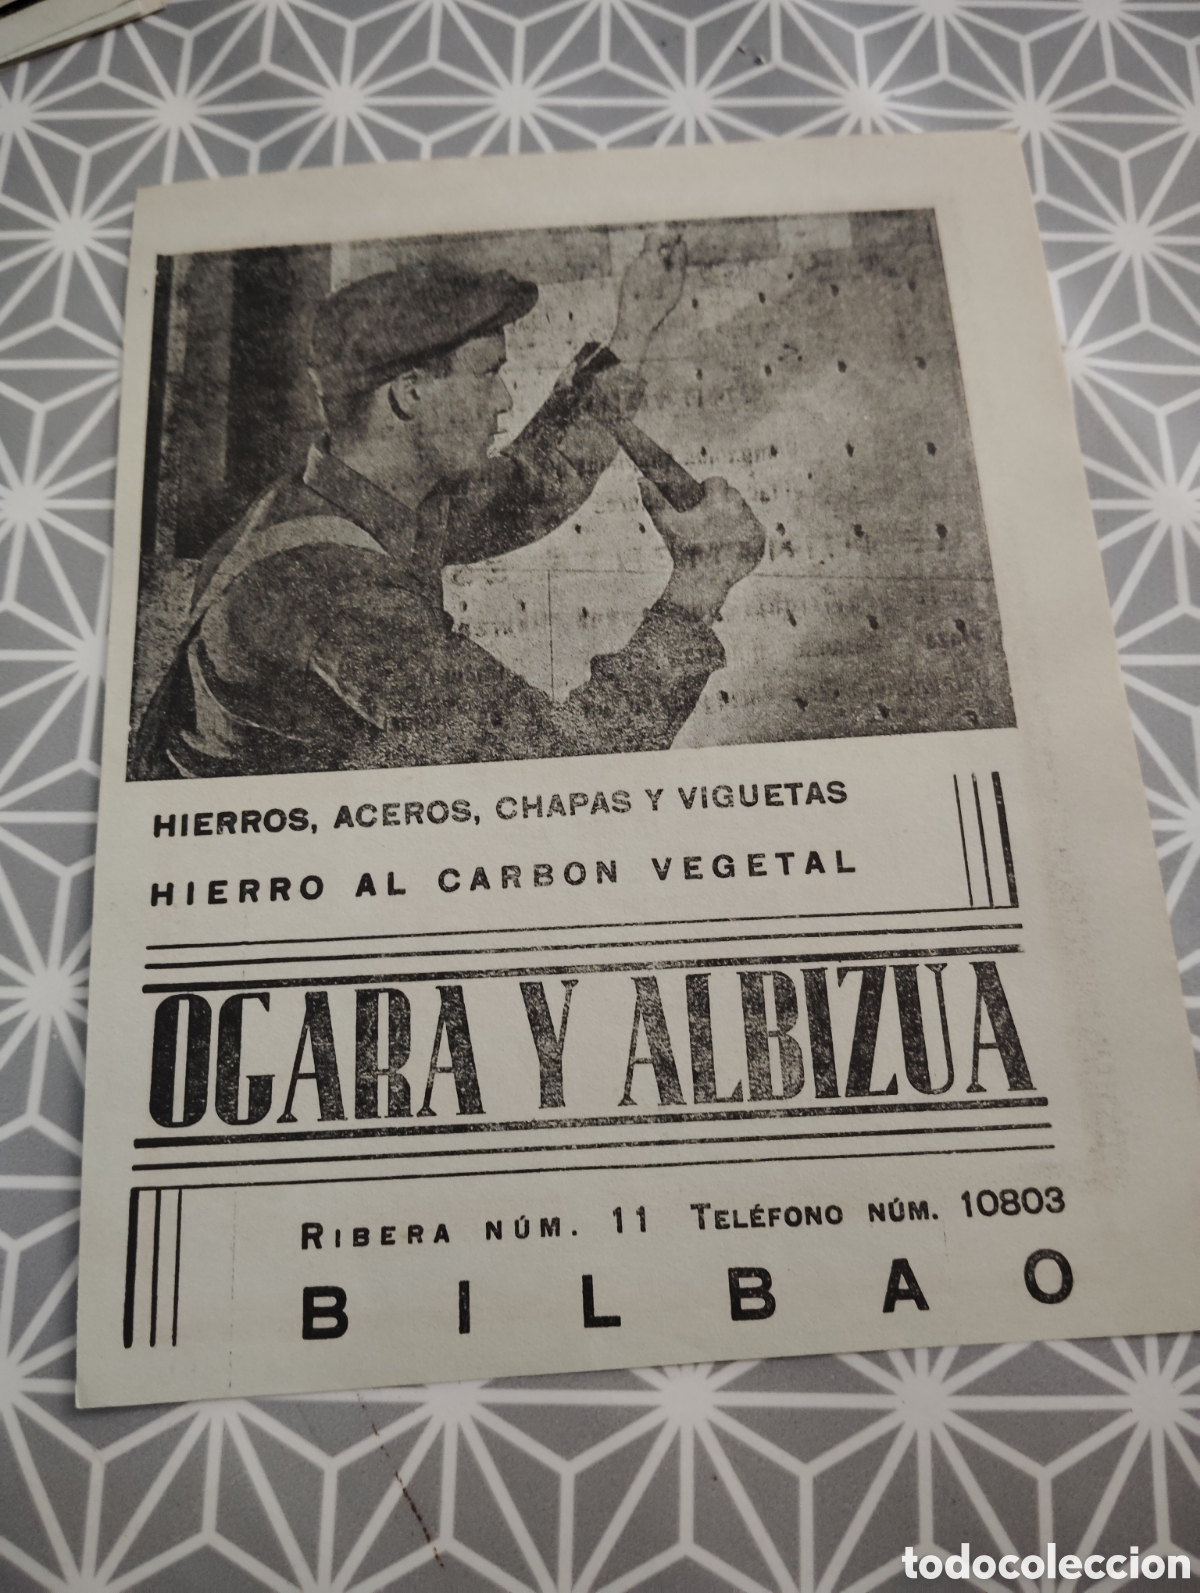 HIERROS, ACEROS, CHAPAS Y VIGUETAS
HIERRO AL CARBON VEGETAL
OGARA Y ALBIZUA
RIBERA NÚM. 11 TELÉFONO NÚM. 10803
BILBAO
todocoleccion